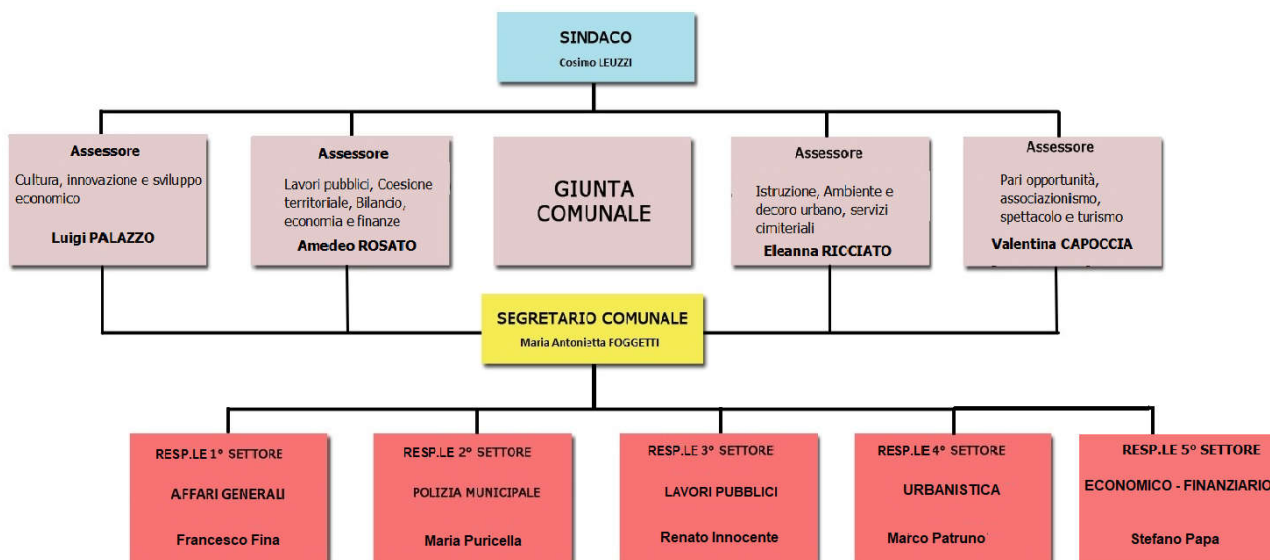 SINDACO
Cosimo LEUZZI
Assessore
Cultura, innovazione e sviluppo
economico
Luigi PALAZZO
Assessore
Lavori pubblici, Coesione
territoriale, Bilancio,
economia e finanze
Amedeo ROSATO
GIUNTA
COMUNALE
Assessore
Istruzione, Ambiente e
decoro urbano, servizi
cimiteriali
Eleanna RICCIATO
Assessore
Pari opportunità,
associazionismo,
spettacolo e turismo
Valentina CAPOCCIA
SEGRETARIO COMUNALE
Maria Antonietta FOGGETTI
RESP.LE 1° SETTORE
AFFARI GENERALI
Francesco Fina
RESP.LE 2° SETTORE
POLIZIA MUNICIPALE
Maria Puricella
RESP.LE 3° SETTORE
LAVORI PUBBLICI
Renato Innocente
RESP.LE 4° SETTORE
URBANISTICA
Marco Patruno
RESP.LE 5° SETTORE
ECONOMICO - FINANZIARIO
Stefano Papa